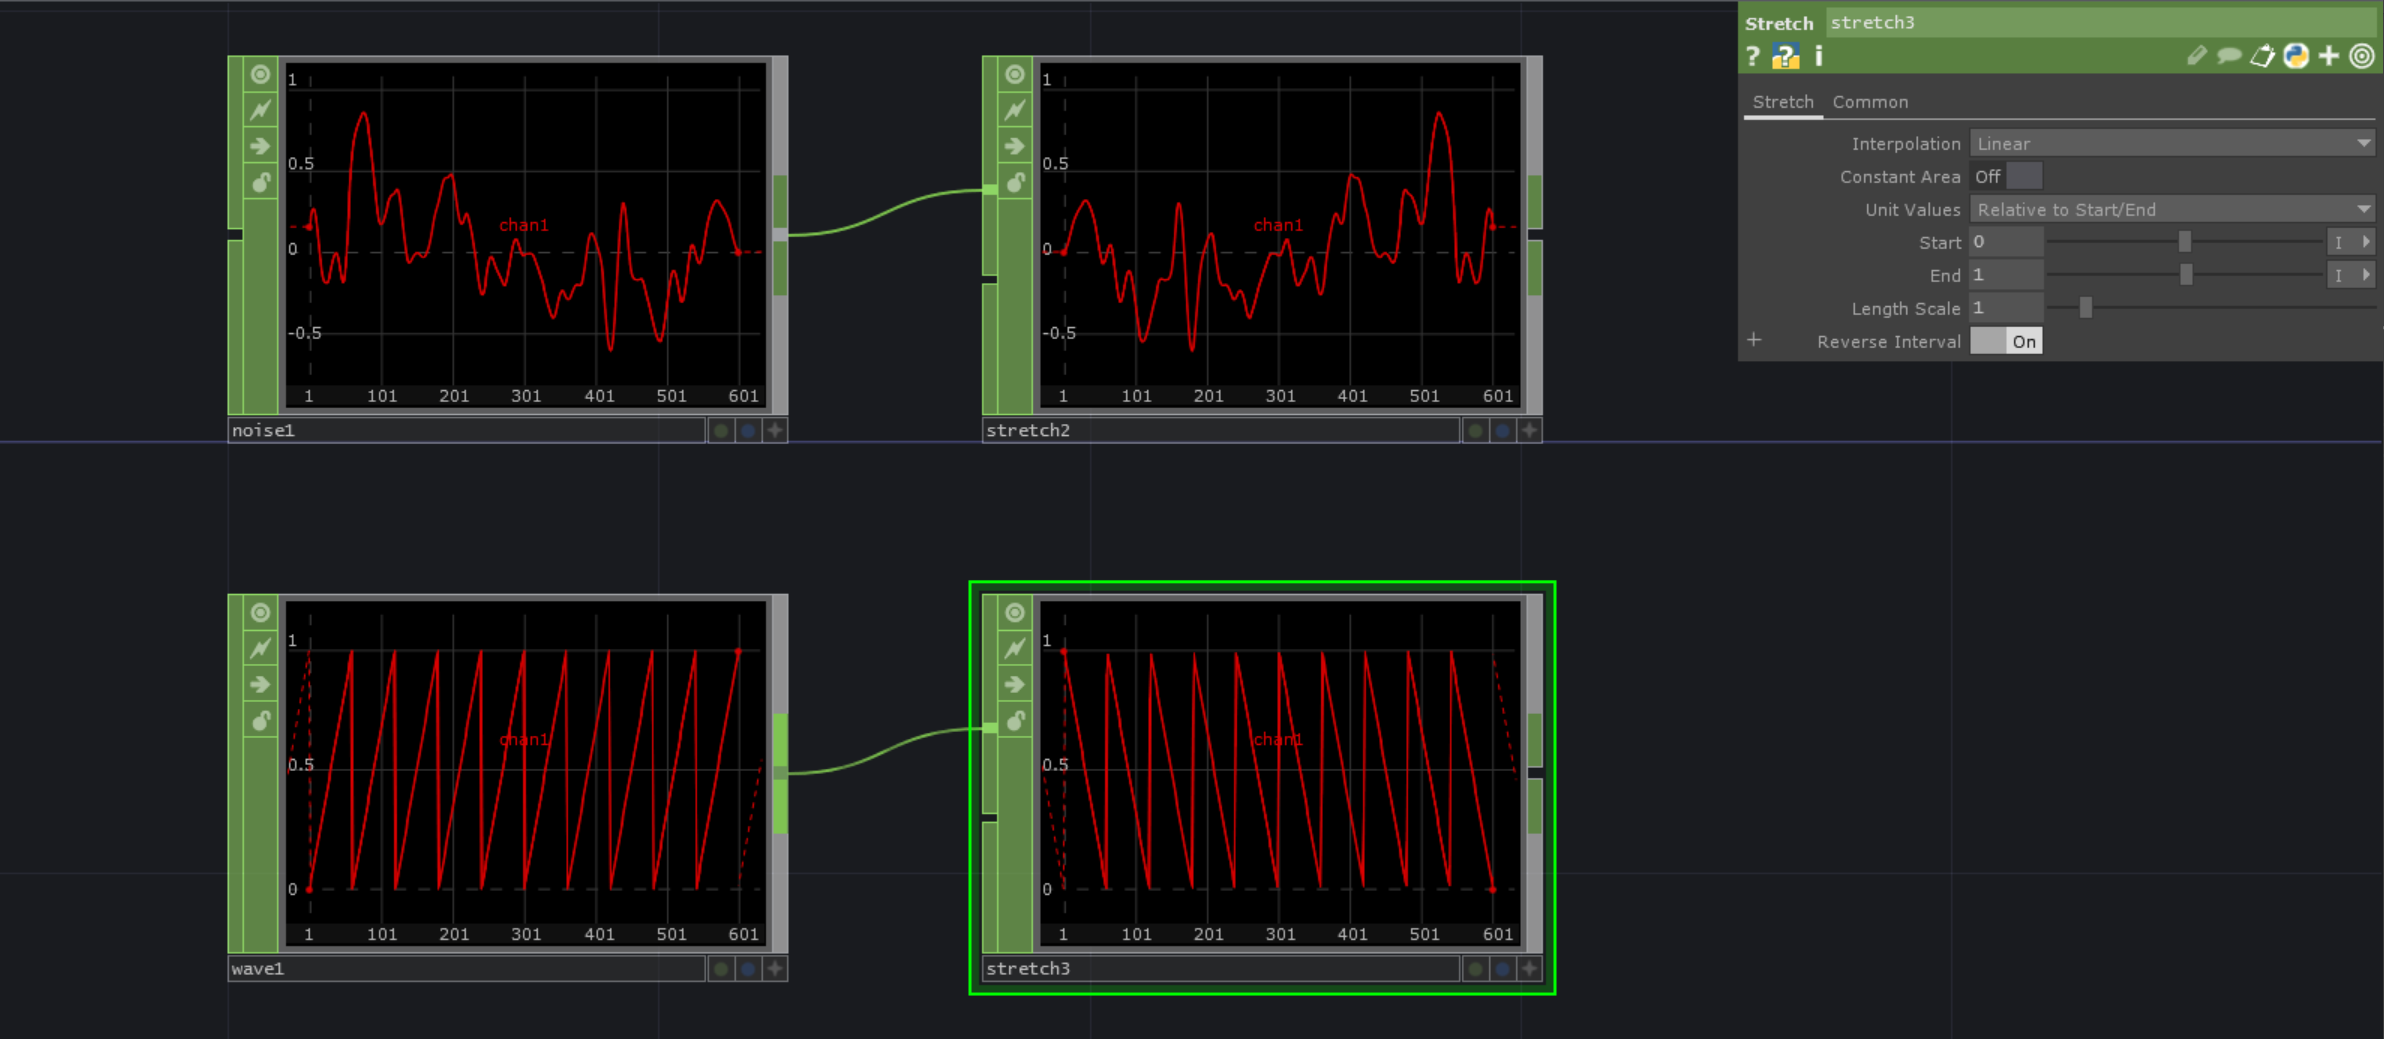 1
0.5
chan1
0
-0.5
1 101 201 301 401 501 601
noise1
1
0.5
chan1
0
-0.5
1 101 201 301 401 501 601
stretch2
Stretch stretch3
? ? i
Stretch Common
Interpolation Linear
Constant Area Off
Unit Values Relative to Start/End
Start 0 I
End 1 I
Length Scale 1
+ Reverse Interval On
1
chan1
0.5
0
1 101 201 301 401 501 601
wave1
1
chan1
0.5
0
1 101 201 301 401 501 601
stretch3